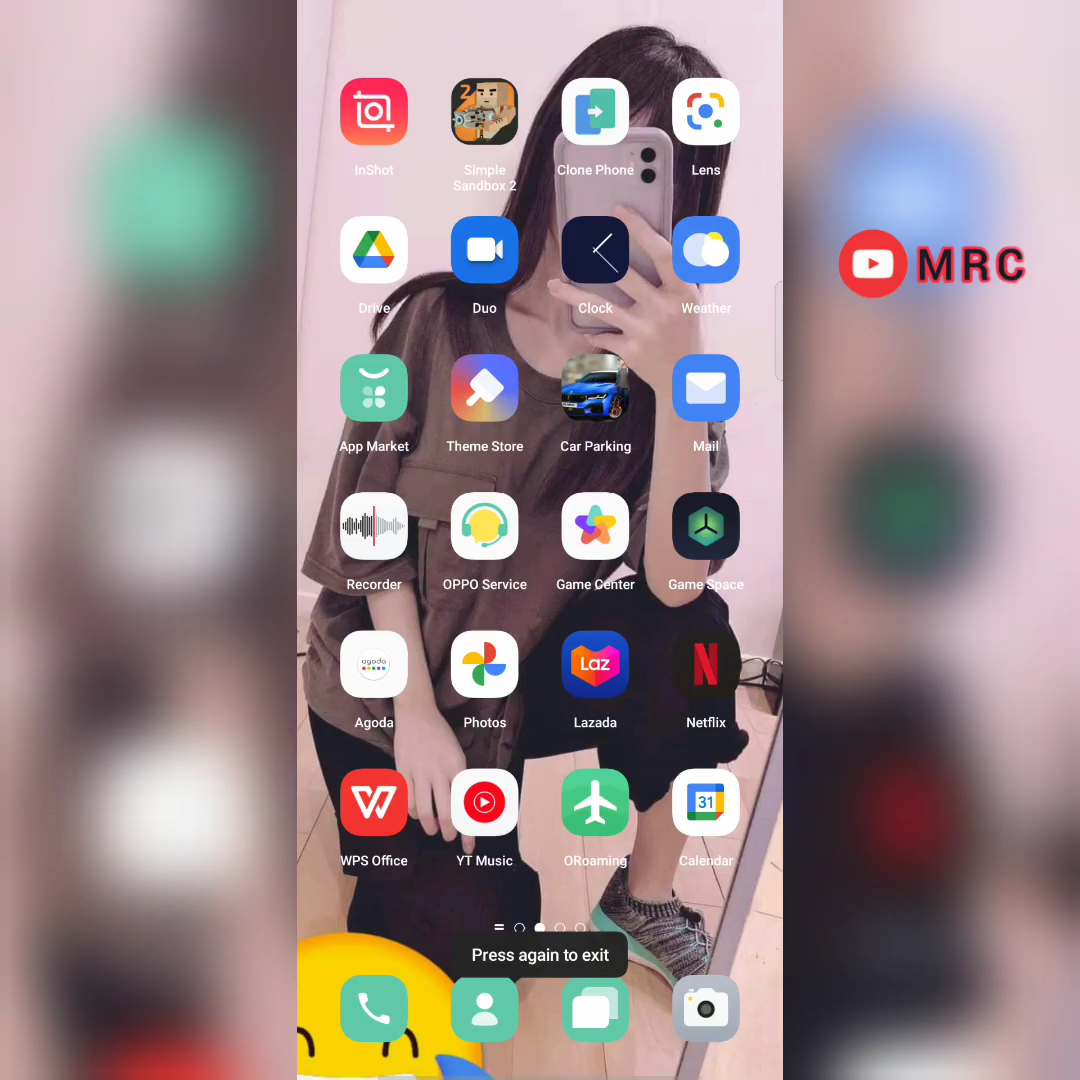 InShot
Simple
Sandbox 2
2
Clone Phone
Lens
MRC
Drive
Duo
Clock
Weather
App Market
Theme Store
Car Parking
Mail
Recorder
OPPO Service
Game Center
Game Space
agoda
Laz
N
Agoda
Photos
Lazada
Netflix
W
31
WPS Office
YT Music
ORoaming
Calendar
Press again to exit